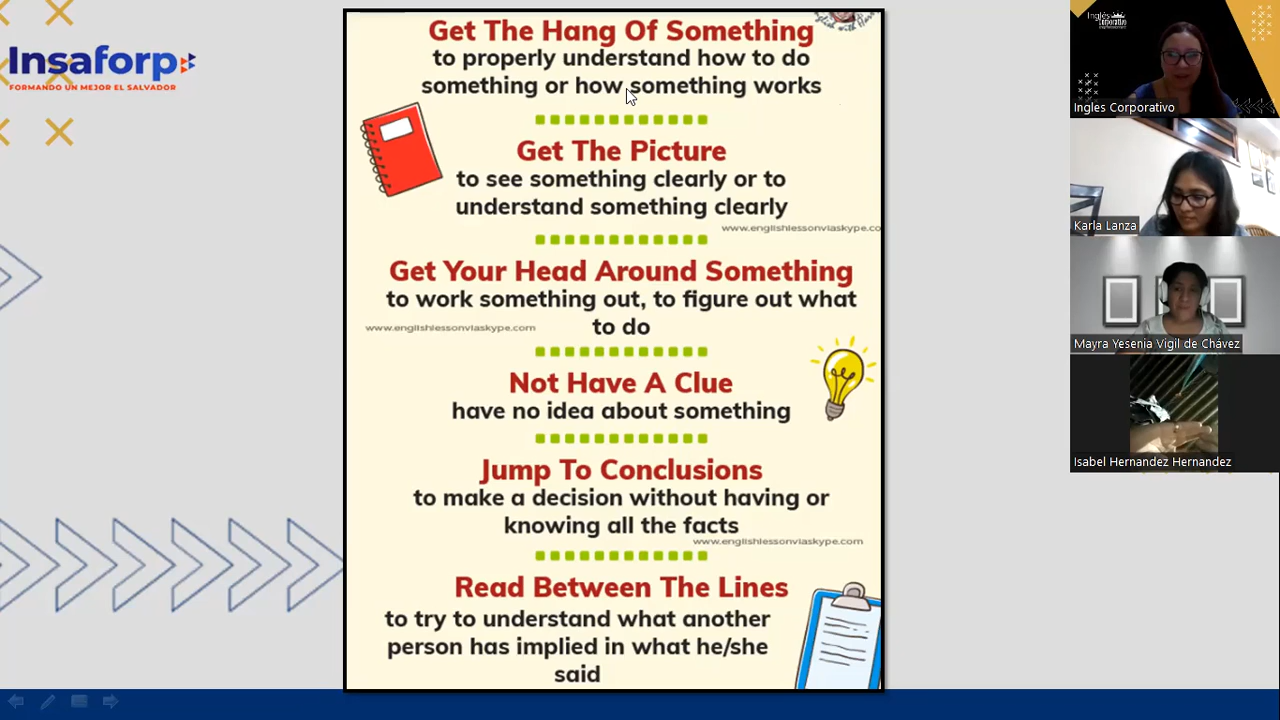 Insaforp
FORMANDO UN MEJOR EL SALVADOR
Get The Hang Of Something
to properly understand how to do
something or how something works
Get The Picture
to see something clearly or to
understand something clearly
www.englishlessonviaskype.co
Get Your Head Around Something
to work something out, to figure out what
to do
www.englishlessonviaskype.com
Not Have A Clue
have no idea about something
Jump To Conclusions
to make a decision without having or
knowing all the facts
www.englishlessonviaskype.com
Read Between The Lines
to try to understand what another
person has implied in what he/she
said
Inglés
Corporativo
Ingles Corporativo
Karla Lanza
Mayra Yesenia Vigil de Chávez
Isabel Hernandez Hernandez